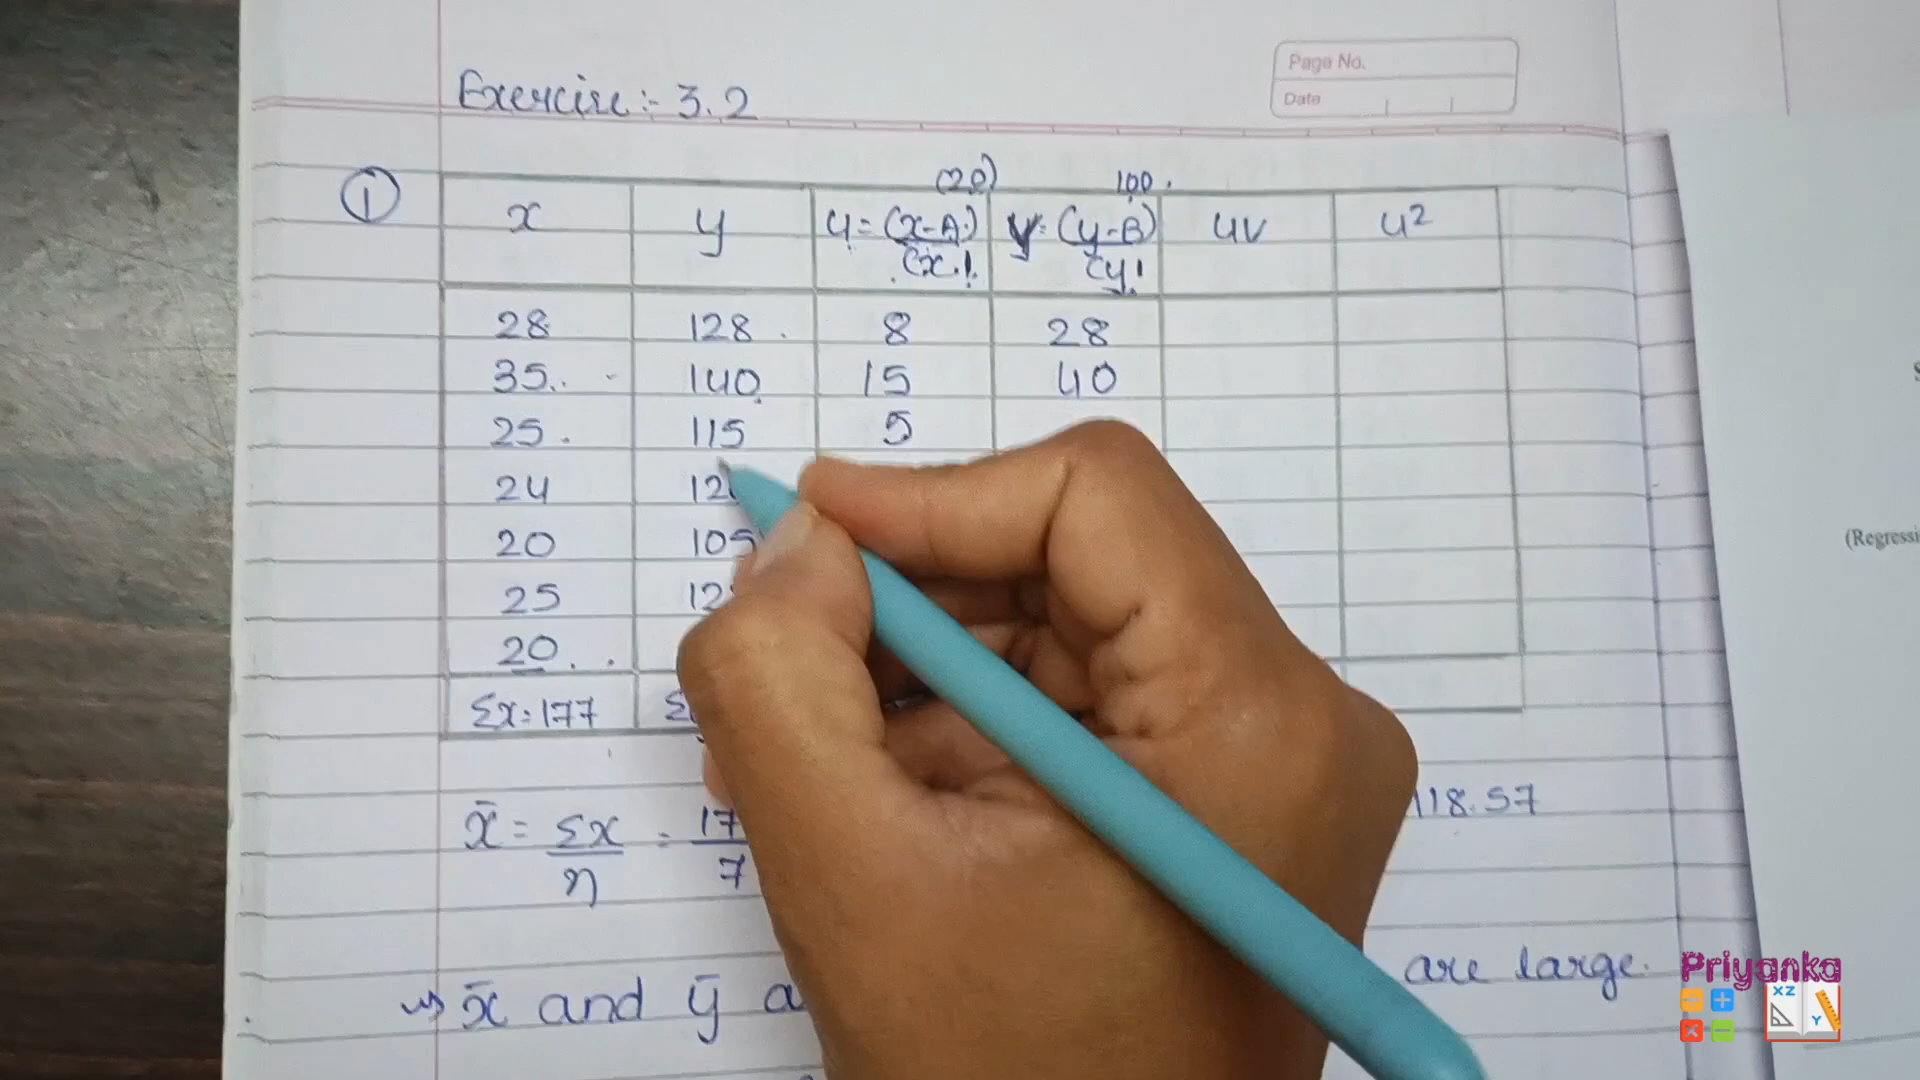 Page No.
Date
Exercise :- 3.2
(20) 100.
① x y u = (x-A) v = (y-B) uv u²
(x. (y
28 128 8 28
35 140 15 40
25 115 5
24
20
25
20
Σx = 177
(Regressi
118.57
x̄ = Σx =
n 7
→ x̄ and ȳ are large.
Priyanka
XZ
Y